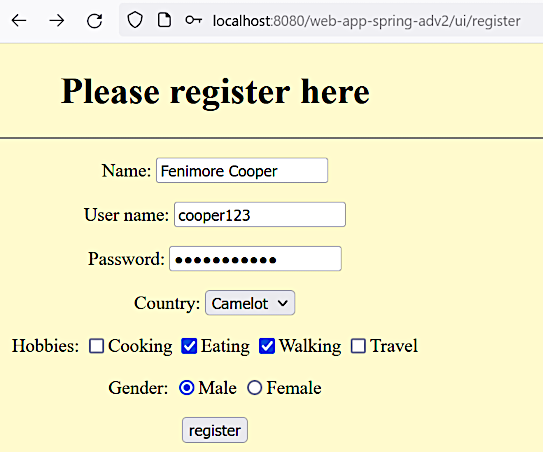 localhost:8080/web-app-spring-adv2/ui/register
Please register here
Name: Fenimore Cooper
User name: cooper123
Password: ●●●●●●●●●●●
Country: Camelot
Hobbies: Cooking Eating Walking Travel
Gender: Male Female
register